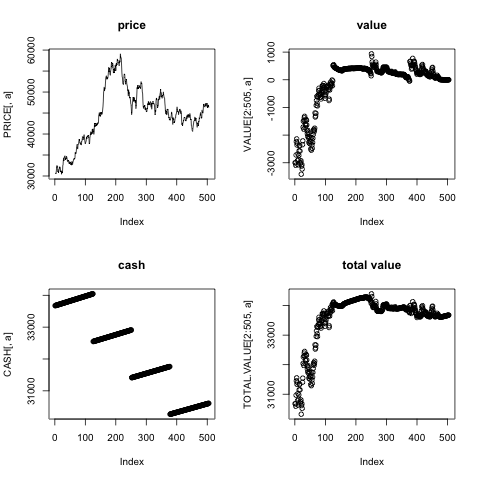 price
PRICE[, a]
30000 40000 50000 60000
0 100 200 300 400 500
Index
value
VALUE[2:505, a]
-3000 -1000 0 1000
0 100 200 300 400 500
Index
cash
CASH[, a]
31000 33000
0 100 200 300 400 500
Index
total value
TOTAL.VALUE[2:505, a]
31000 33000
0 100 200 300 400 500
Index